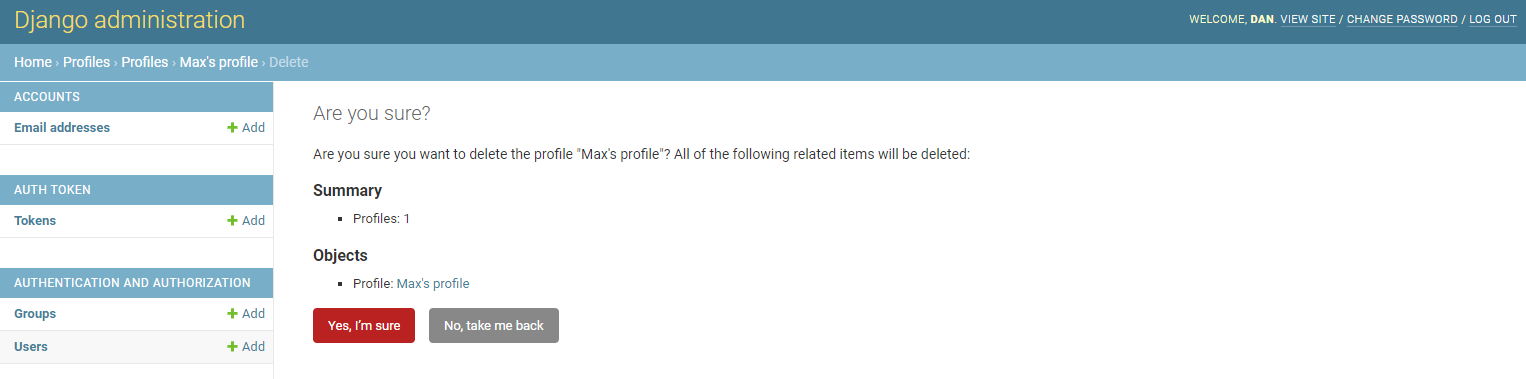 Django administration
WELCOME, DAN. VIEW SITE / CHANGE PASSWORD / LOG OUT
Home › Profiles › Profiles › Max's profile › Delete
ACCOUNTS
Email addresses
Add
AUTH TOKEN
Tokens
Add
AUTHENTICATION AND AUTHORIZATION
Groups
Add
Users
Add
Are you sure?
Are you sure you want to delete the profile "Max's profile"? All of the following related items will be deleted:
Summary
Profiles: 1
Objects
Profile: Max's profile
Yes, I’m sure
No, take me back